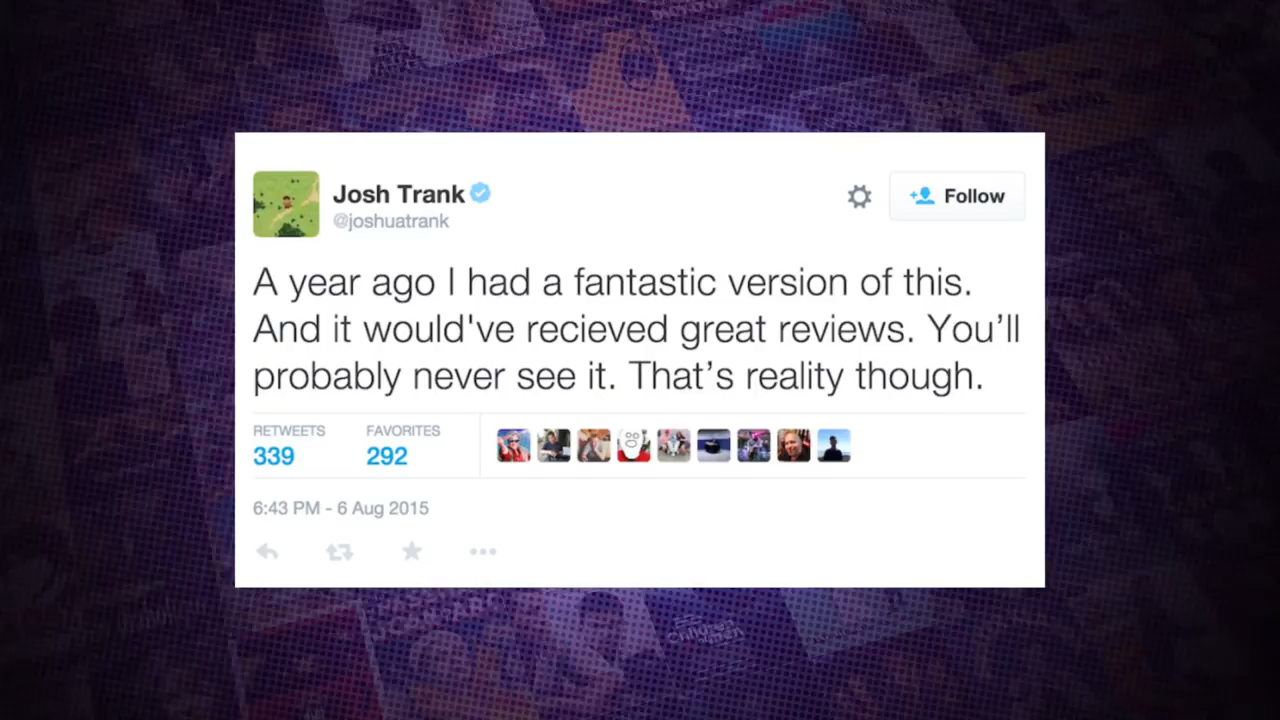 Josh Trank
@joshuatrank
Follow
A year ago I had a fantastic version of this.
And it would've recieved great reviews. You’ll
probably never see it. That’s reality though.
RETWEETS
FAVORITES
339
292
6:43 PM - 6 Aug 2015